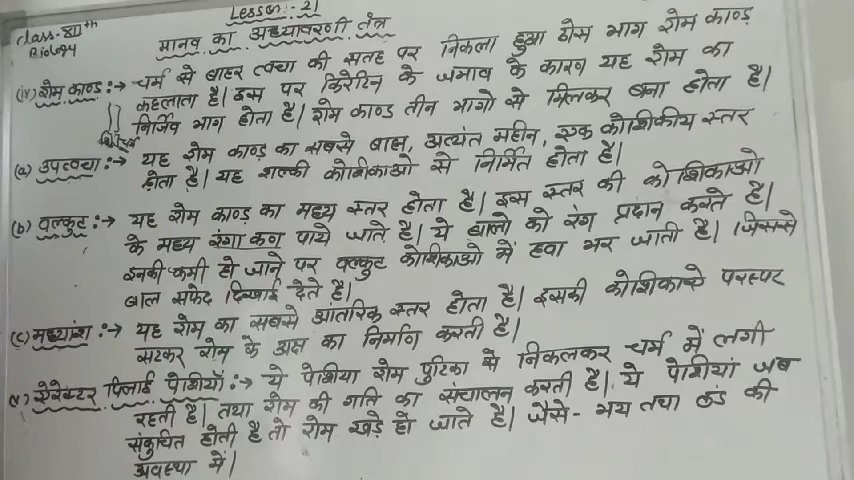 Lesson:- 21
Class-XIIth
Biology
मानव का अध्यावरणी तंत्र
(iv) रोम काण्ड :→ चर्म से बाहर त्वचा की सतह पर निकला हुआ ठोस भाग रोम काण्ड
कहलाता है। इस पर किरेटिन के जमाव के कारण यह रोम का
निर्जिव भाग होता है। रोम काण्ड तीन भागो से मिलकर बना होता है।
(a) उपत्वचा :→ यह रोम काण्ड का सबसे बाह्म, अत्यंत महीन, एक कोशिकीय स्तर
होता है। यह शल्की कोशिकाओ से निर्मित होता है।
(b) वल्कुट :→ यह रोम काण्ड का मध्य स्तर होता है। इस स्तर की कोशिकाओ
के मध्य रंगा कण पाये जाते है। ये बालो को रंग प्रदान करते है।
इनकी कमी हो जाने पर वल्कुट कोशिकाओ में हवा भर जाती है। जिससे
बाल सफेद दिखाई देते है।
(c) मध्यांश :→ यह रोम का सबसे आंतरिक स्तर होता है। इसकी कोशिकाये परस्पर
सटकर रोम के अक्ष का निर्माण करती है।
(v) ऐरेक्टर पिलाई पेशीयाँ :→ ये पेशीया रोम पुटिका से निकलकर चर्म में लगी
रहती है। तथा रोम की गति का संचालन करती है। ये पेशीयां जब
संकुचित होती है तो रोम खड़े हो जाते है। जैसे- भय तथा ठंड की
अवस्था में।